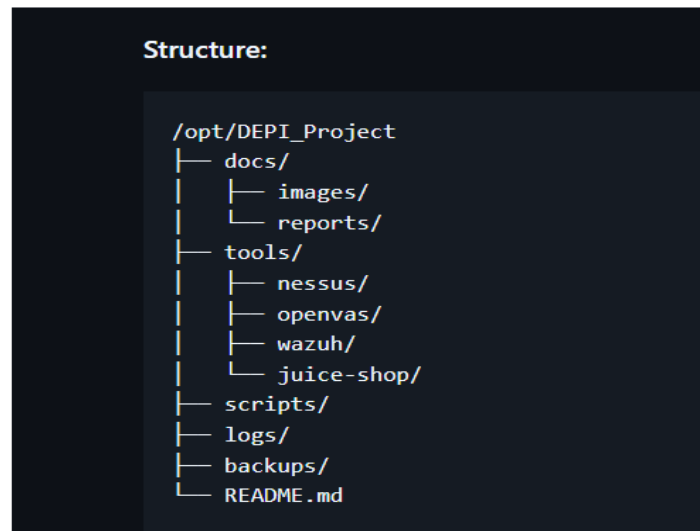 Structure:
/opt/DEPI_Project
├── docs/
│   ├── images/
│   └── reports/
├── tools/
│   ├── nessus/
│   ├── openvas/
│   ├── wazuh/
│   └── juice-shop/
├── scripts/
├── logs/
├── backups/
└── README.md